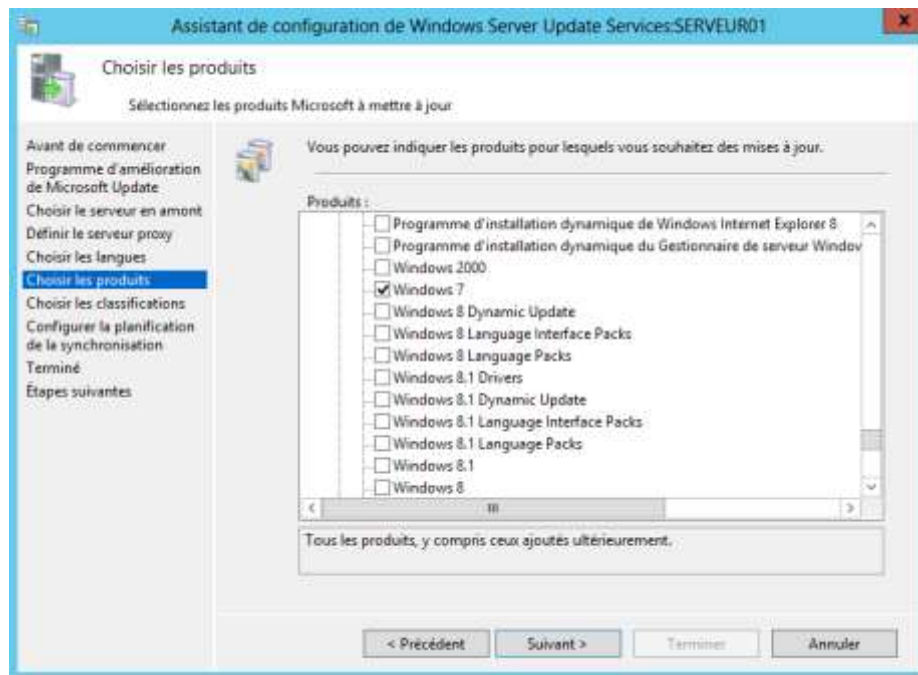 Assistant de configuration de Windows Server Update Services:SERVEUR01
x
Choisir les produits
Sélectionnez les produits Microsoft à mettre à jour
Avant de commencer
Programme d'amélioration
de Microsoft Update
Choisir le serveur en amont
Définir le serveur proxy
Choisir les langues
Choisir les produits
Choisir les classifications
Configurer la planification
de la synchronisation
Terminé
Étapes suivantes
Vous pouvez indiquer les produits pour lesquels vous souhaitez des mises à jour.
Produits :
Programme d'installation dynamique de Windows Internet Explorer 8
Programme d'installation dynamique du Gestionnaire de serveur Windov
Windows 2000
Windows 7
Windows 8 Dynamic Update
Windows 8 Language Interface Packs
Windows 8 Language Packs
Windows 8.1 Drivers
Windows 8.1 Dynamic Update
Windows 8.1 Language Interface Packs
Windows 8.1 Language Packs
Windows 8.1
Windows 8
Tous les produits, y compris ceux ajoutés ultérieurement.
< Précédent
Suivant >
Terminer
Annuler